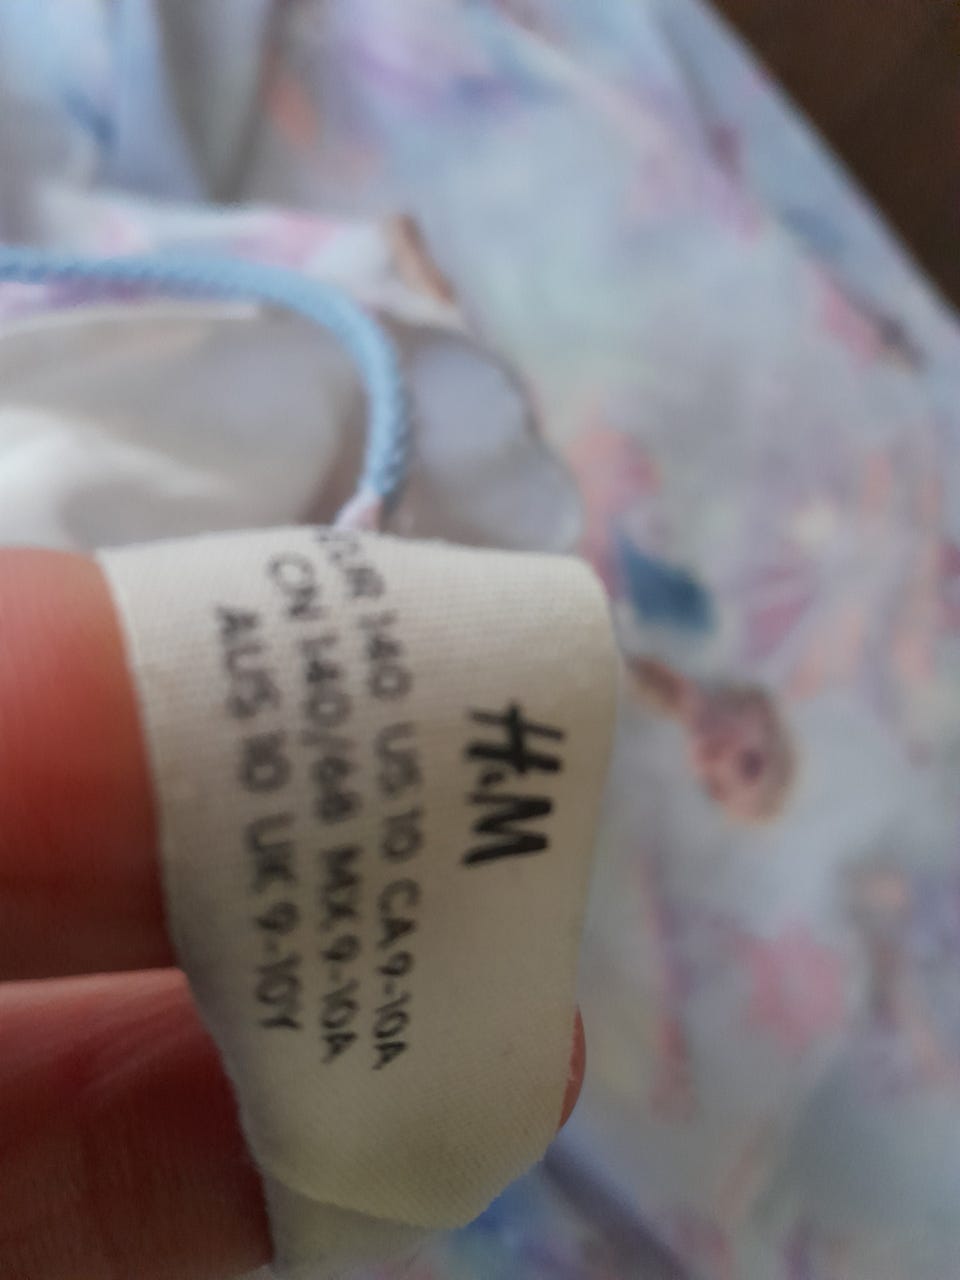 H&M
EUR 140 US 10 CA 9-10A
CN 140/68 MX 9-10A
AUS 10 UK 9-10Y